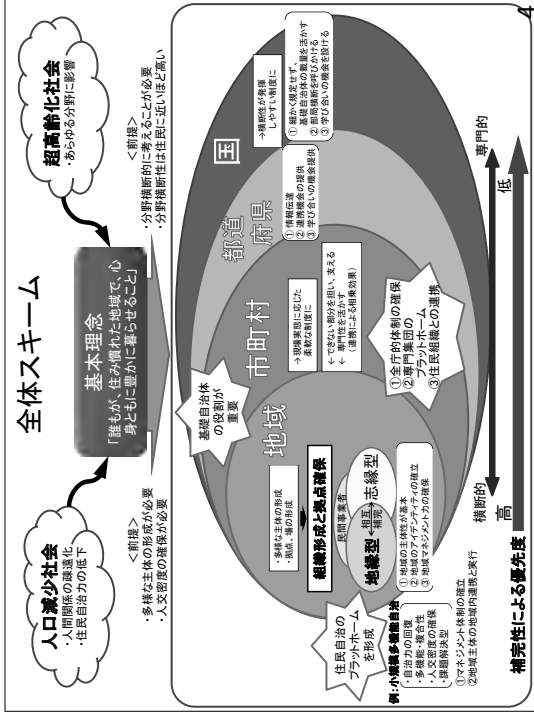 全体スキーム
人口減少社会
・人間関係の疎遠化
・住民自治力の低下
基本理念
「誰もが、住み慣れた地域で、心
身ともに豊かに暮らせること」
超高齢化社会
・あらゆる分野に影響
<前提>
・多様な主体の形成が必要
・人交密度の確保が必要
<前提>
・分野横断的に考えることが必要
・分野横断性は住民に近いほど高い
住民自治の
プラットホーム
を形成
例：小規模多機能自治
・自治力の回復
・多機能・複合性
・人交密度の確保
・課題解決型
①マネジメント体制の確立
②地域主体の地域内連携と実行
基礎自治体
の役割が
重要
地域
・多様な主体の形成
・拠点、場の形成
組織形成と拠点確保
民間事業者
地縁型
←相互→
補完
志縁型
① 地域の主体性が基本
② 地域のアイデンティティの確立
③ 地域マネジメント力の確保
市町村
→現場実態に応じた
柔軟な制度に
←できない部分を担い、支える
← 専門性を活かす
（連携による相乗効果）
①全庁的体制の確保
②専門集団の
プラットホーム
③住民組織との連携
都道
府県
① 情報伝達
② 連携機会の提供
③ 学び合いの機会提供
国
→横断性が発揮
しやすい制度に
① 細かく規定せず、
基礎自治体の裁量を活かす
② 部局横断を呼びかける
③ 学び合いの機会を設ける
横断的
専門的
高
低
補完性による優先度
4